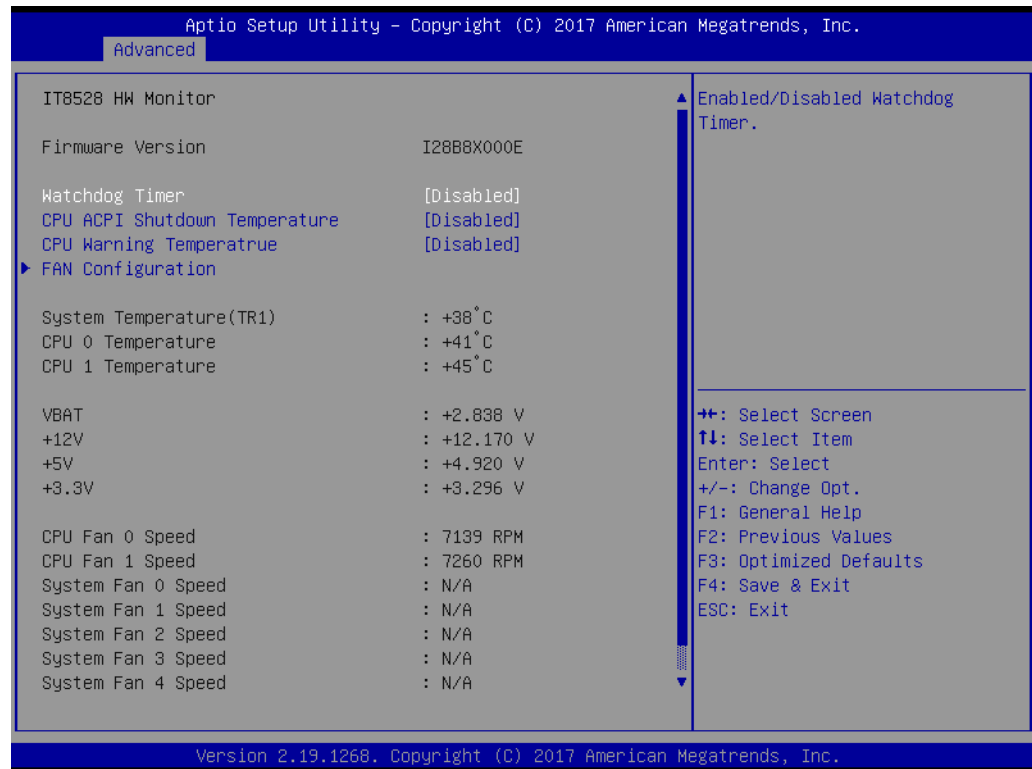 Aptio Setup Utility – Copyright (C) 2017 American Megatrends, Inc.
Advanced
IT8528 HW Monitor
Firmware Version I28B8X000E
Watchdog Timer [Disabled]
CPU ACPI Shutdown Temperature [Disabled]
CPU Warning Temperatrue [Disabled]
FAN Configuration
System Temperature(TR1) : +38°C
CPU 0 Temperature : +41°C
CPU 1 Temperature : +45°C
VBAT : +2.838 V
+12V : +12.170 V
+5V : +4.920 V
+3.3V : +3.296 V
CPU Fan 0 Speed : 7139 RPM
CPU Fan 1 Speed : 7260 RPM
System Fan 0 Speed : N/A
System Fan 1 Speed : N/A
System Fan 2 Speed : N/A
System Fan 3 Speed : N/A
System Fan 4 Speed : N/A
Enabled/Disabled Watchdog
Timer.
→←: Select Screen
↑↓: Select Item
Enter: Select
+/-: Change Opt.
F1: General Help
F2: Previous Values
F3: Optimized Defaults
F4: Save & Exit
ESC: Exit
Version 2.19.1268. Copyright (C) 2017 American Megatrends, Inc.